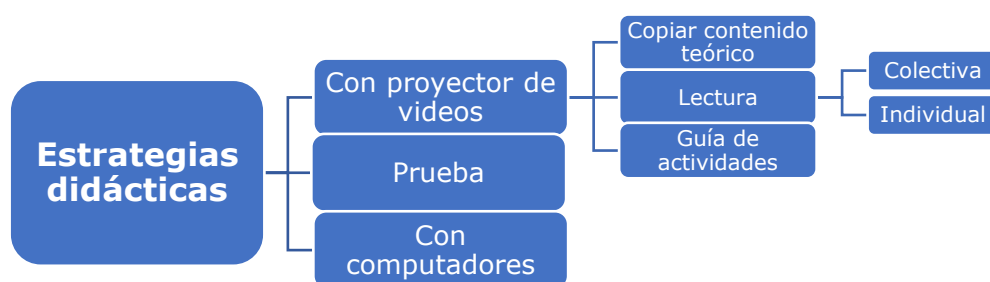 Estrategias
didácticas
Con proyector de
videos
Prueba
Con
computadores
Copiar contenido
teórico
Lectura
Guía de
actividades
Colectiva
Individual